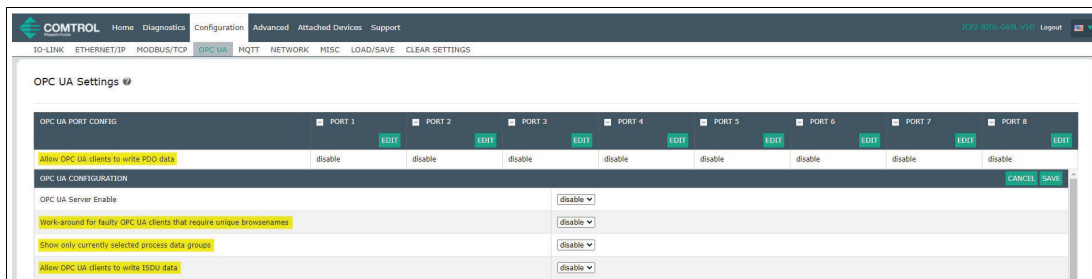 COMTROL Home Diagnostics Configuration Advanced Attached Devices Support ICE2-8IOL-G65L-V1D Logout
IO-LINK ETHERNET/IP MODBUS/TCP OPC UA MQTT NETWORK MISC LOAD/SAVE CLEAR SETTINGS
OPC UA Settings
OPC UA PORT CONFIG PORT 1 PORT 2 PORT 3 PORT 4 PORT 5 PORT 6 PORT 7 PORT 8
EDIT EDIT EDIT EDIT EDIT EDIT EDIT EDIT
Allow OPC UA clients to write PDO data disable disable disable disable disable disable disable disable
OPC UA CONFIGURATION CANCEL SAVE
OPC UA Server Enable disable
Work-around for faulty OPC UA clients that require unique browsenames disable
Show only currently selected process data groups disable
Allow OPC UA clients to write ISDU data disable